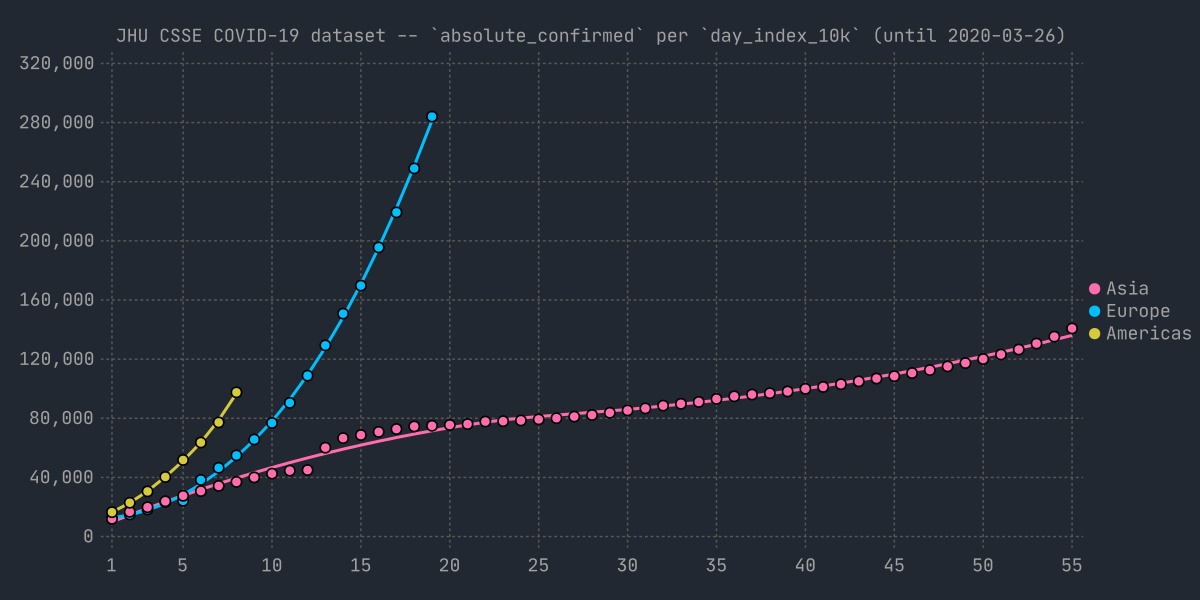 JHU CSSE COVID-19 dataset -- `absolute_confirmed` per `day_index_10k` (until 2020-03-26)
320,000
280,000
240,000
200,000
160,000
120,000
80,000
40,000
0
1 5 10 15 20 25 30 35 40 45 50 55
Asia
Europe
Americas